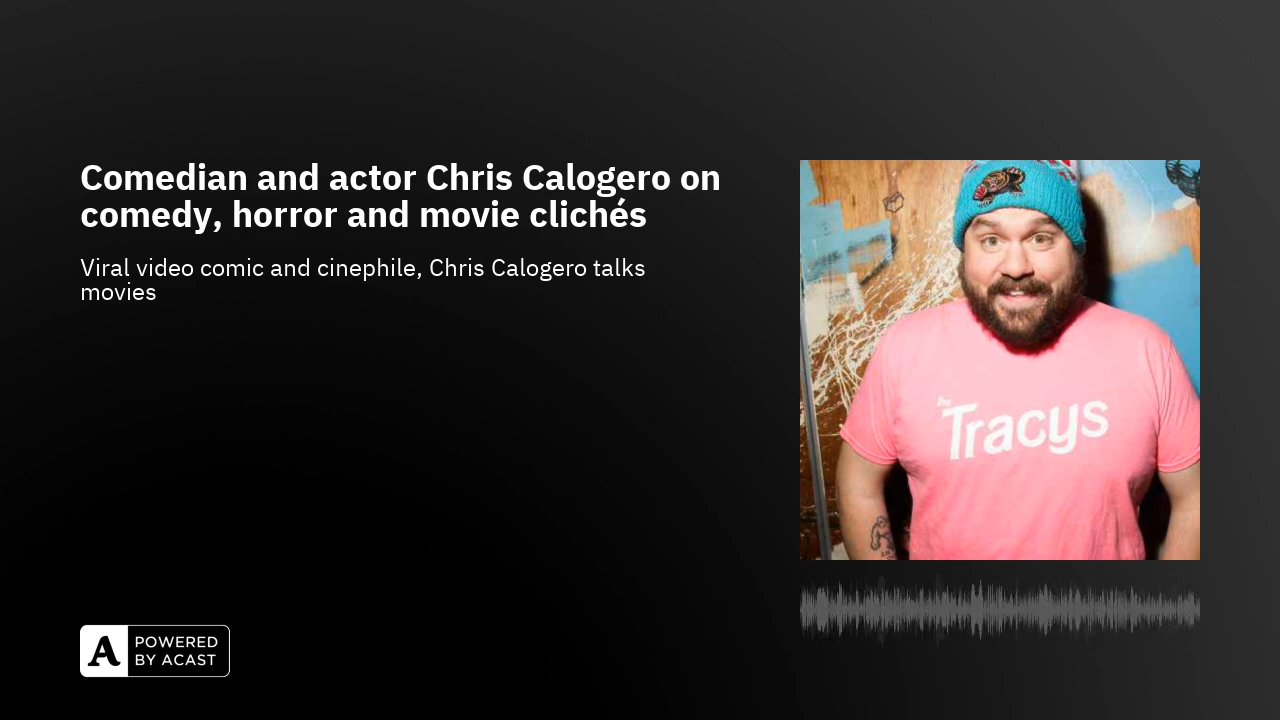 Comedian and actor Chris Calogero on
comedy, horror and movie clichés
Viral video comic and cinephile, Chris Calogero talks
movies
the
Tracys
A POWERED
BY ACAST